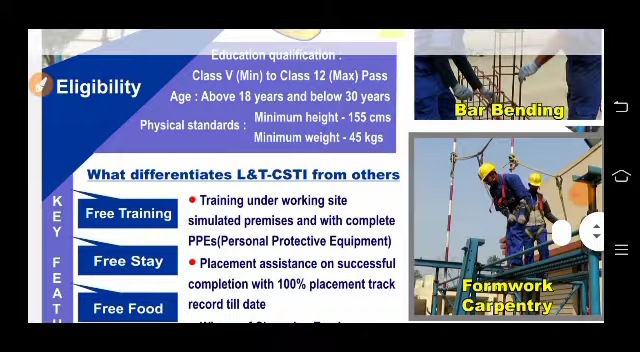 Education qualification :
Eligibility
Class V (Min) to Class 12 (Max) Pass
Age : Above 18 years and below 30 years
Physical standards : Minimum height - 155 cms
Minimum weight - 45 kgs
Bar Bending
What differentiates L&T-CSTI from others
KEY FEATU
Free Training
Free Stay
Free Food
• Training under working site
simulated premises and with complete
PPEs(Personal Protective Equipment)
• Placement assistance on successful
completion with 100% placement track
record till date
Formwork
Carpentry